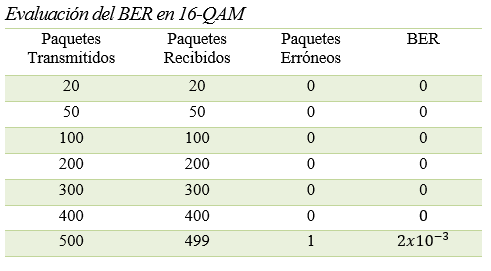 Evaluación del BER en 16-QAM
Paquetes Transmitidos Paquetes Recibidos Paquetes Erróneos BER
20 20 0 0
50 50 0 0
100 100 0 0
200 200 0 0
300 300 0 0
400 400 0 0
500 499 1 2x10⁻³